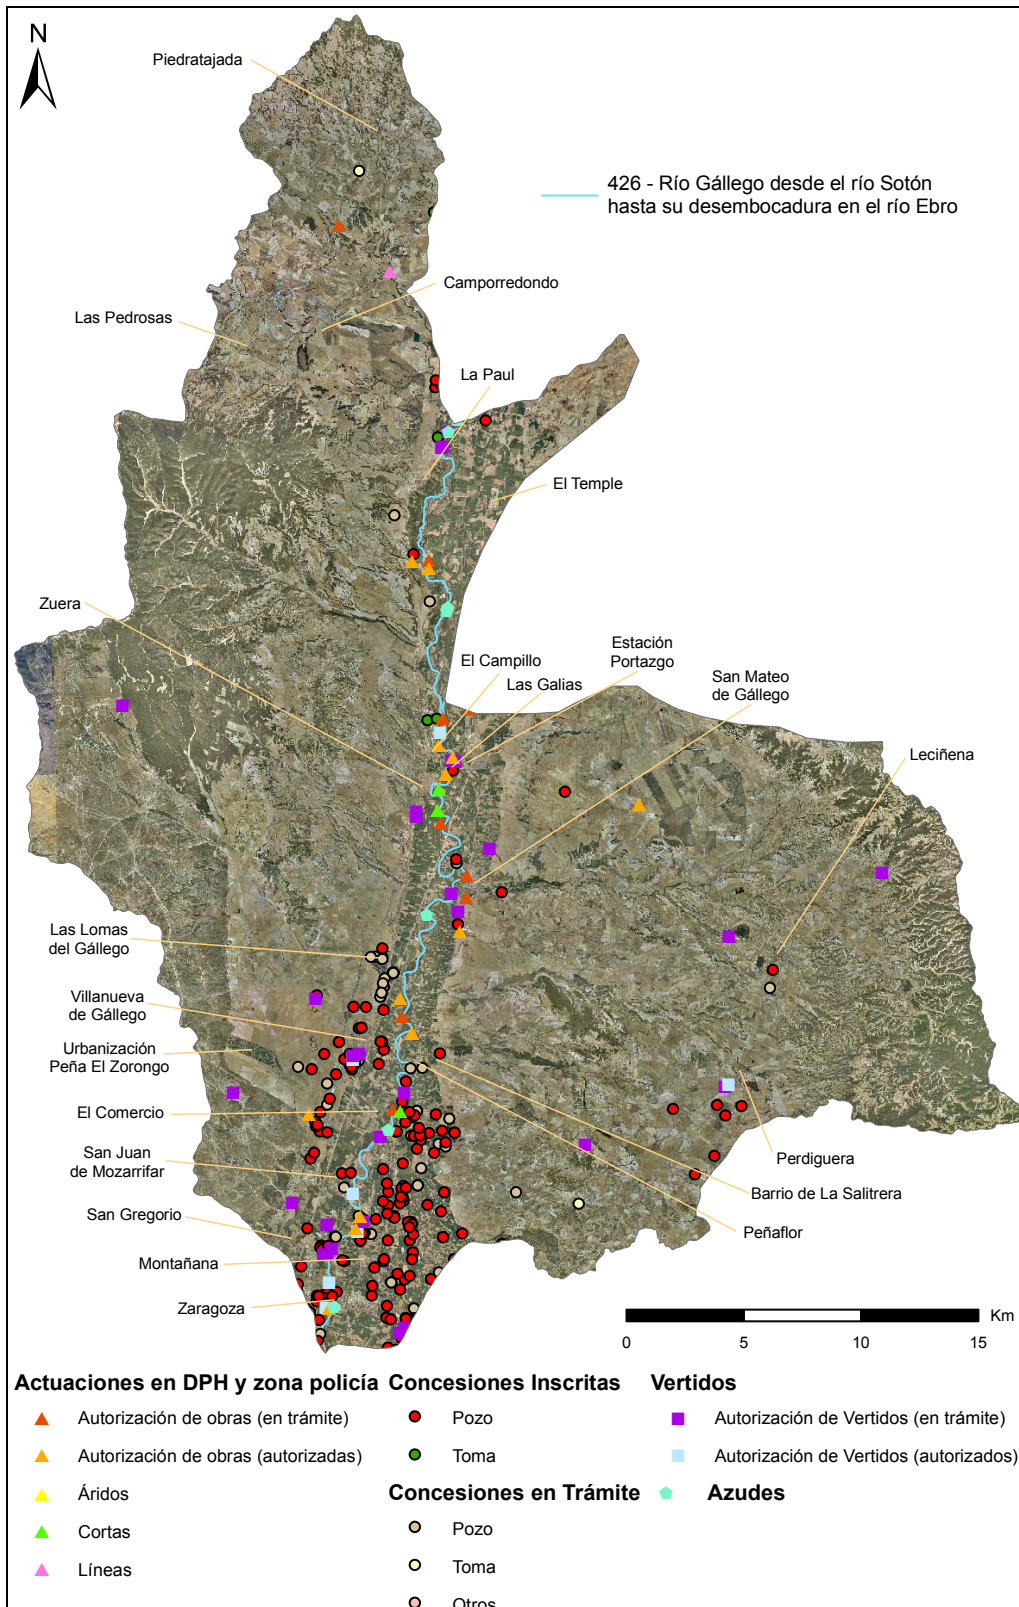 N
Piedratajada
426 - Río Gállego desde el río Sotón
hasta su desembocadura en el río Ebro
Camporredondo
Las Pedrosas
La Paul
El Temple
Zuera
Estación
Portazgo
El Campillo
San Mateo
de Gállego
Las Galias
Leciñena
Las Lomas
del Gállego
Villanueva
de Gállego
Urbanización
Peña El Zorongo
El Comercio
San Juan
de Mozarrifar
Perdiguera
Barrio de La Salitrera
San Gregorio
Peñaflor
Montañana
Zaragoza
Km
0 5 10 15
Actuaciones en DPH y zona policía
Autorización de obras (en trámite)
Autorización de obras (autorizadas)
Áridos
Cortas
Líneas
Concesiones Inscritas
Pozo
Toma
Concesiones en Trámite
Pozo
Toma
Otros
Vertidos
Autorización de Vertidos (en trámite)
Autorización de Vertidos (autorizados)
Azudes